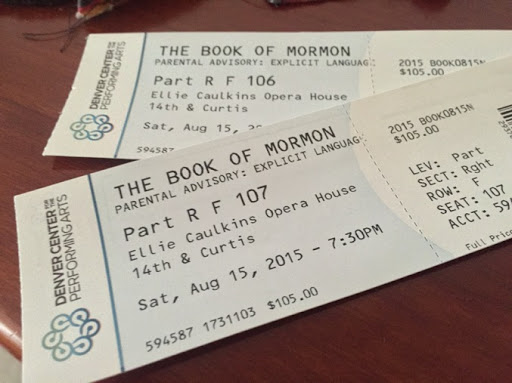 DENVER CENTER FOR THE
PERFORMING ARTS
THE BOOK OF MORMON
PARENTAL ADVISORY: EXPLICIT LANGUAG
Part R F 106
Ellie Caulkins Opera House
14th & Curtis
Sat, Aug 15,
594587
2015 BOOK0815N
$105.00
DENVER CENTER FOR THE
PERFORMING ARTS
THE BOOK OF MORMON
PARENTAL ADVISORY: EXPLICIT LANGUAG
Part R F 107
Ellie Caulkins Opera House
14th & Curtis
Sat, Aug 15, 2015 - 7:30PM
594587 1731103 $105.00
2015 BOOK0815N
$105.00
LEV: Part
SECT: Rght
ROW: F
SEAT: 107
ACCT: 594
Full Price